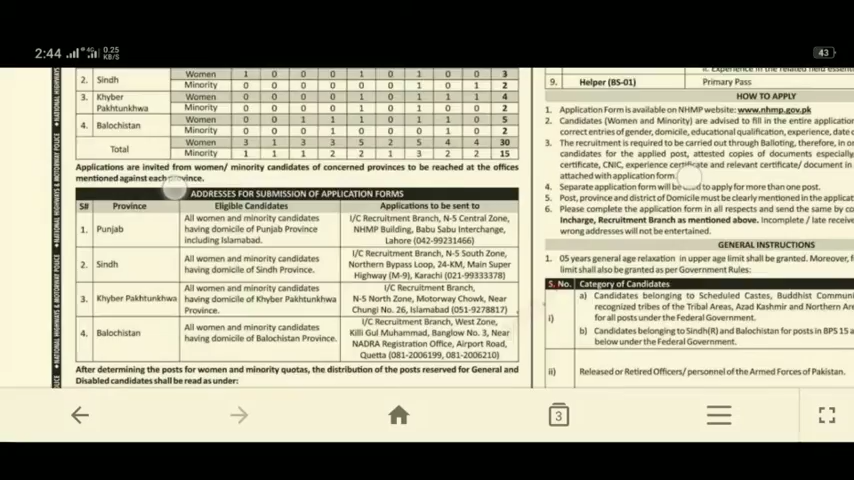 2:44
4G
0.25
KB/S
43
2. Sindh Women 1 0 0 0 1 0 1 0 0 3
Minority 0 0 0 0 0 0 1 0 1 2
3. Khyber Pakhtunkhwa Women 0 0 0 0 1 0 1 1 1 4
Minority 0 0 0 0 0 0 1 1 0 2
4. Balochistan Women 0 0 1 1 1 0 1 1 0 5
Minority 0 0 0 1 0 0 0 1 0 2
Total Women 3 1 3 3 5 2 5 4 4 30
Minority 1 1 1 2 2 1 3 2 2 15
Applications are invited from women/ minority candidates of concerned provinces to be reached at the offices
mentioned against each province.
ADDRESSES FOR SUBMISSION OF APPLICATION FORMS
S# Province Eligible Candidates Applications to be sent to
1. Punjab
All women and minority candidates
having domicile of Punjab Province
including Islamabad.
I/C Recruitment Branch, N-5 Central Zone,
NHMP Building, Babu Sabu Interchange,
Lahore (042-99231466)
2. Sindh
All women and minority candidates
having domicile of Sindh Province.
I/C Recruitment Branch, N-5 South Zone,
Northern Bypass Loop, 24-KM, Main Super
Highway (M-9), Karachi (021-99333378)
3. Khyber Pakhtunkhwa
All women and minority candidates
having domicile of Khyber Pakhtunkhwa
Province.
I/C Recruitment Branch,
N-5 North Zone, Motorway Chowk, Near
Chungi No. 26, Islamabad (051-9278817)
4. Balochistan
All women and minority candidates
having domicile of Balochistan Province.
I/C Recruitment Branch, West Zone,
Killi Gul Muhammad, Banglow No. 3, Near
NADRA Registration Office, Airport Road,
Quetta (081-2006199, 081-2006210)
After determining the posts for women and minority quotas, the distribution of the posts reserved for General and
Disabled candidates shall be read as under:
NATIONAL HIGHWAYS & MOTORWAY POLICE
9. Helper (BS-01) Primary Pass
HOW TO APPLY
1. Application Form is available on NHMP website: www.nhmp.gov.pk
2. Candidates (Women and Minority) are advised to fill in the entire application
correct entries of gender, domicile, educational qualification, experience, date
3. The recruitment is required to be carried out through Balloting, therefore, in
candidates for the applied post, attested copies of documents especially,
certificate, CNIC, experience certificate and relevant certificate/ document in
attached with application form.
4. Separate application form will be used to apply for more than one post.
5. Post, province and district of Domicile must be clearly mentioned in the
6. Please complete the application form in all respects and send the same by
Incharge, Recruitment Branch as mentioned above. Incomplete / late
wrong addresses will not be entertained.
GENERAL INSTRUCTIONS
1. 05 years general age relaxation in upper age limit shall be granted. Moreover,
limit shall also be granted as per Government Rules:
S. No. Category of Candidates
i)
a) Candidates belonging to Scheduled Castes, Buddhist
recognized tribes of the Tribal Areas, Azad Kashmir and Northern
for all posts under the Federal Government.
b) Candidates belonging to Sindh(R) and Balochistan for posts in BPS 15
below under the Federal Government.
ii) Released or Retired Officers/ personnel of the Armed Forces of Pakistan.
3